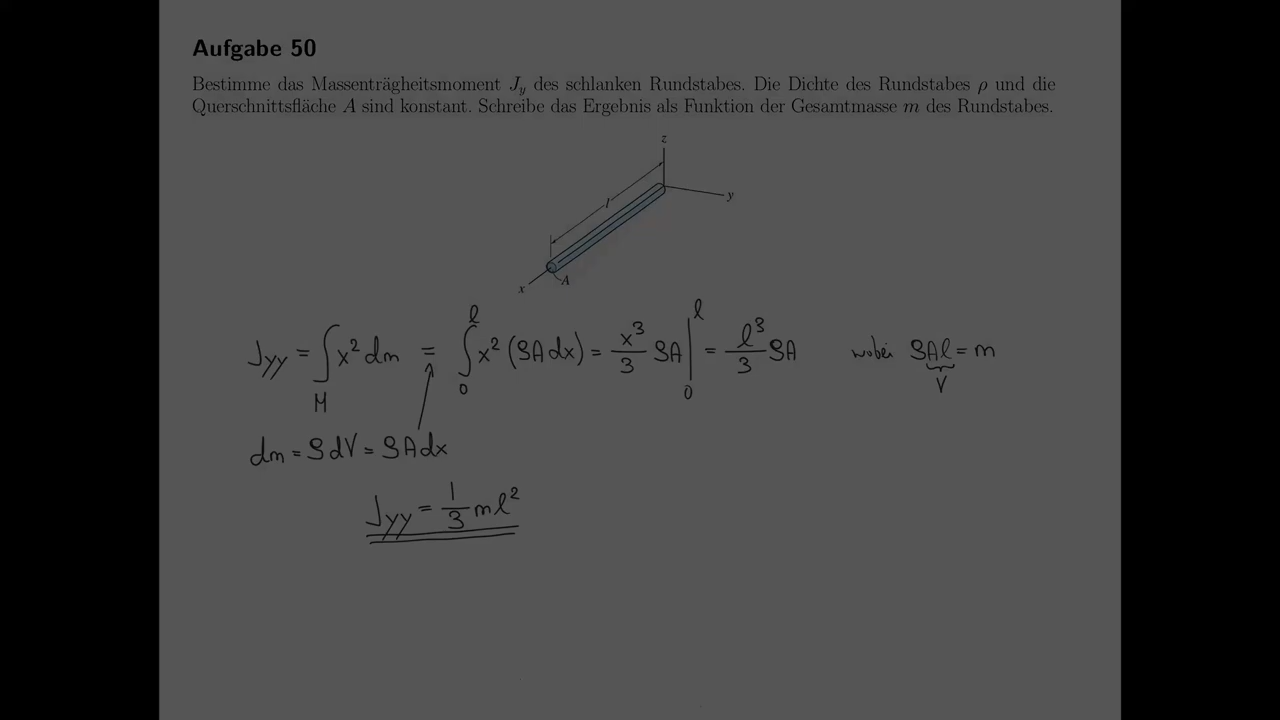 Aufgabe 50
Bestimme das Massenträgheitsmoment J_y des schlanken Rundstabes. Die Dichte des Rundstabes ρ und die
Querschnittsfläche A sind konstant. Schreibe das Ergebnis als Funktion der Gesamtmasse m des Rundstabes.
z
y
l
A
x
J_yy = ∫_M x² dm = ∫_0^l x² (ρA dx) = x³/3 ρA |_0^l = l³/3 ρA wobei ρAl = m
V
dm = ρdV = ρA dx
J_yy = 1/3 ml²